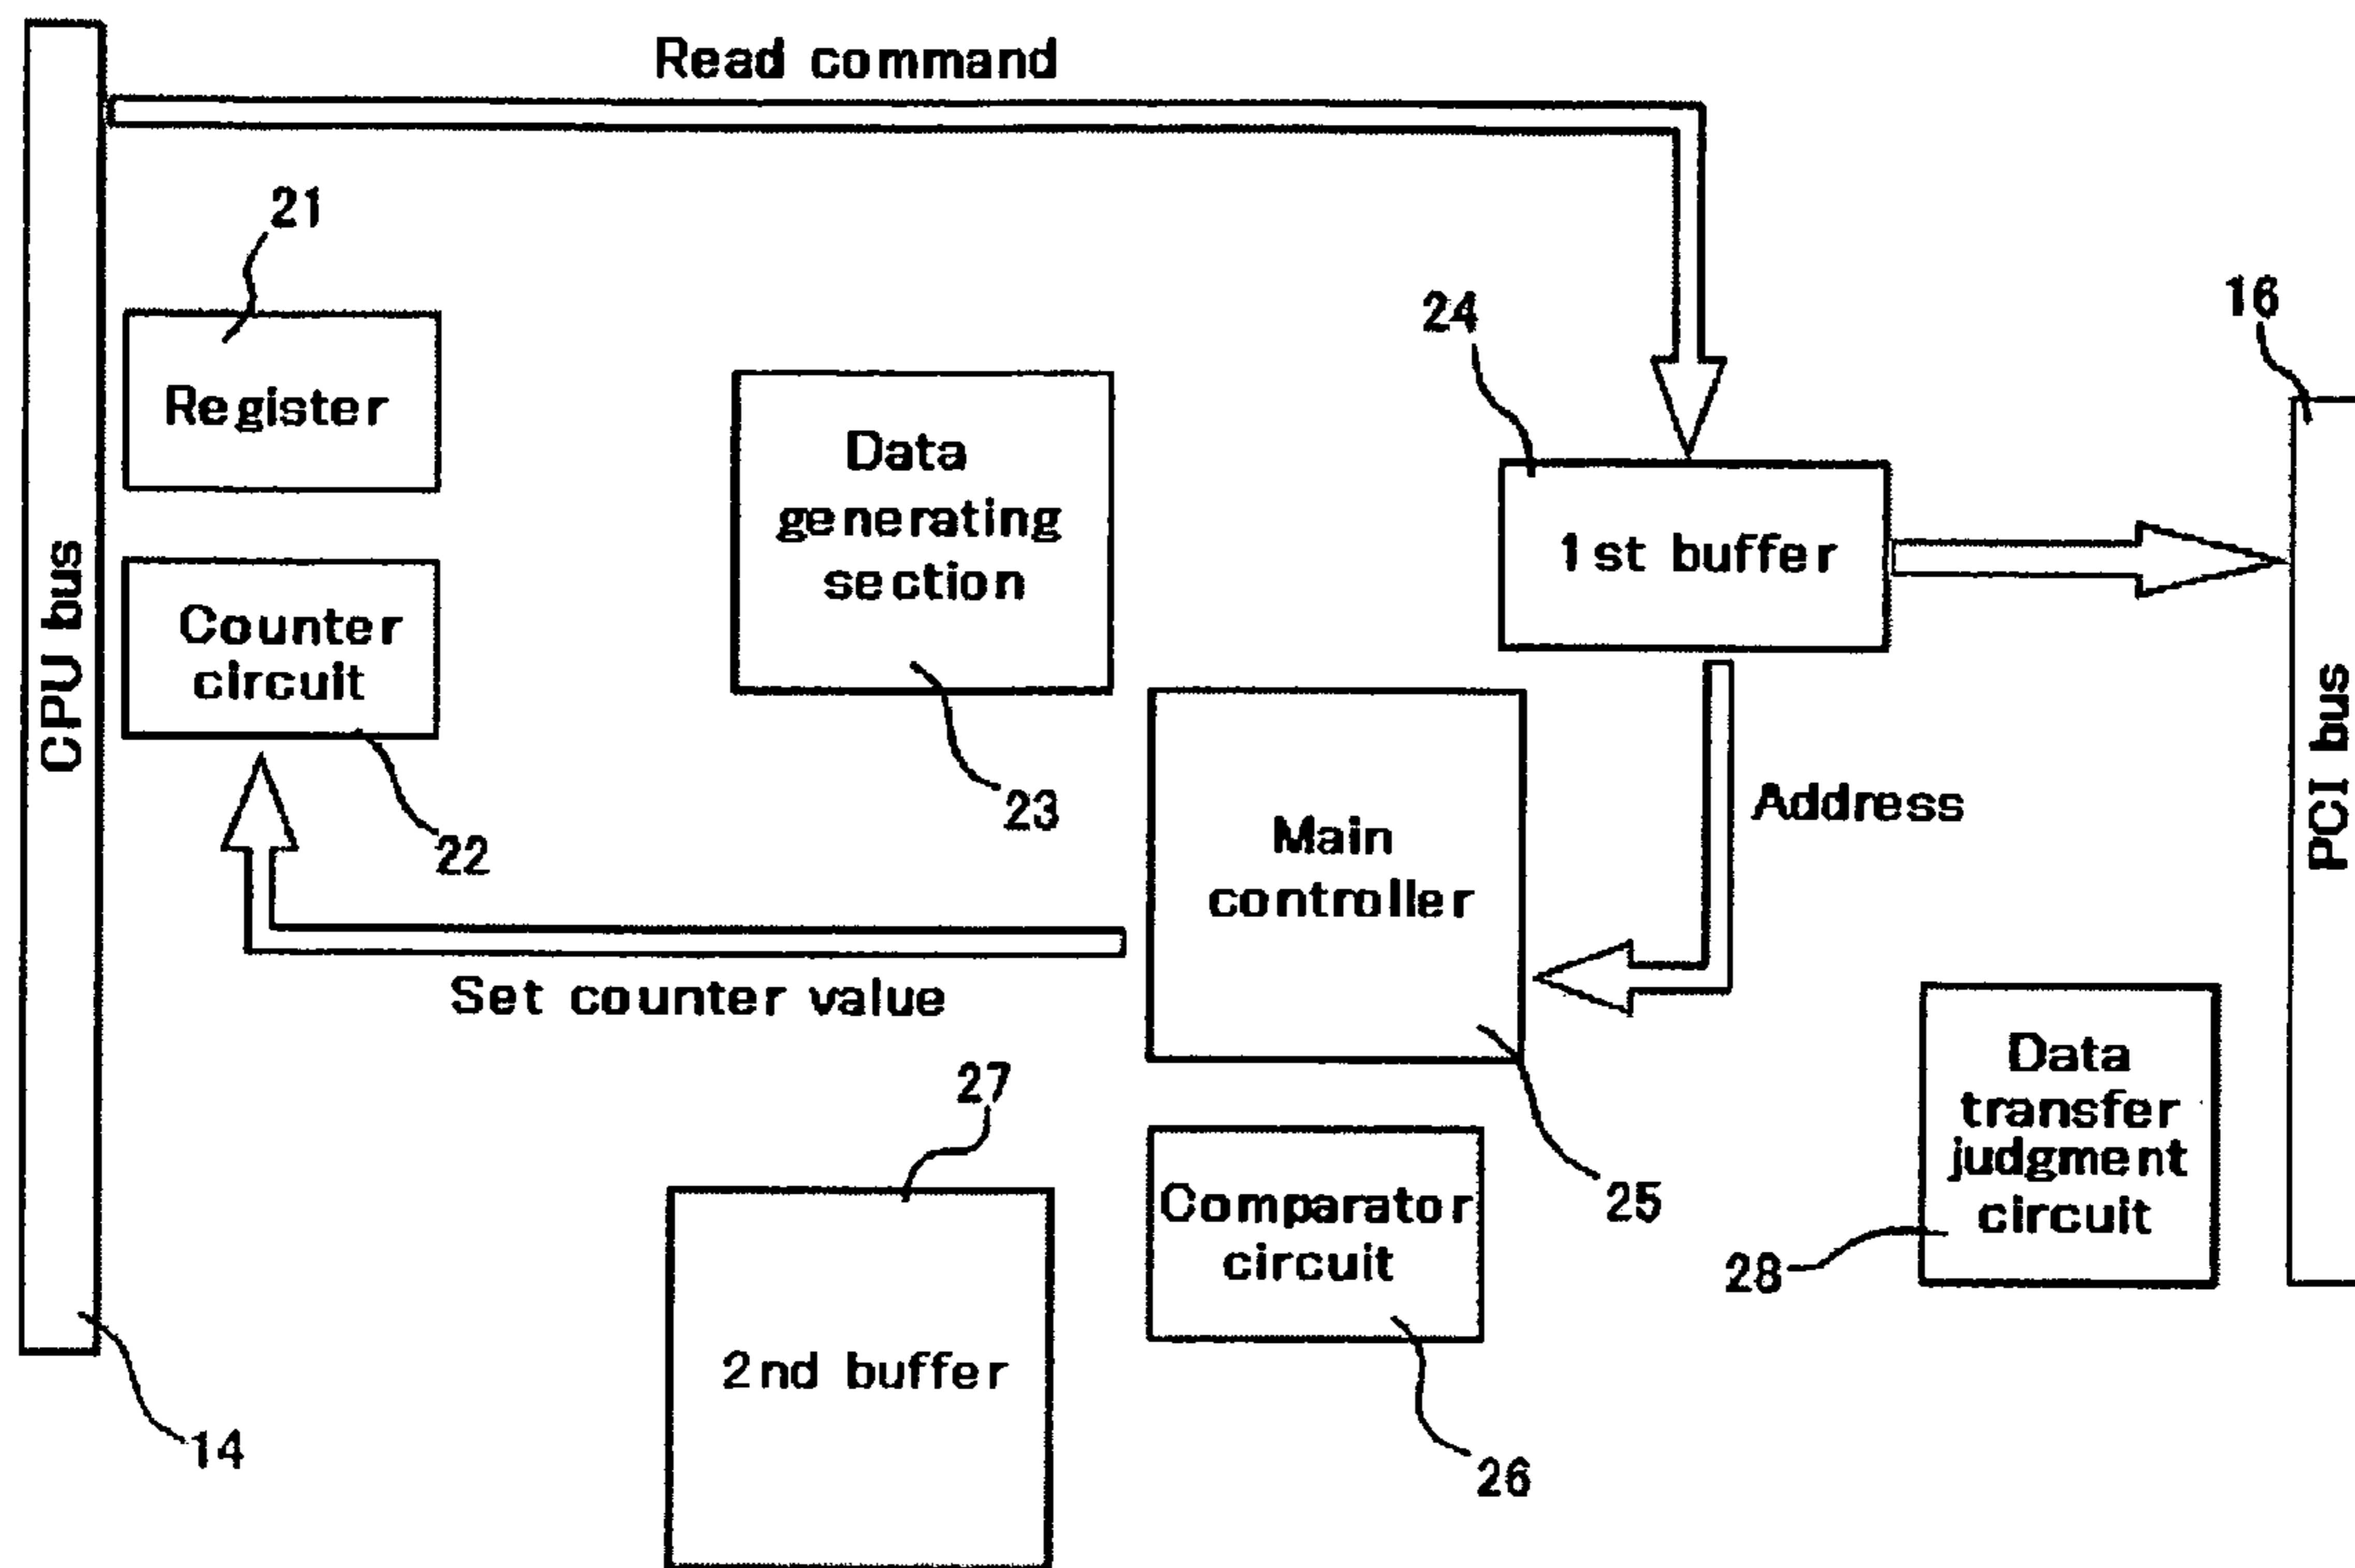 Read command
21
Register
24
16
Data
generating
section
1st buffer
CPU bus
Counter
circuit
22
23
Main
controller
Address
PCI bus
Set counter value
27
25
Data
transfer
judgment
circuit
28
Comparator
circuit
26
2nd buffer
14